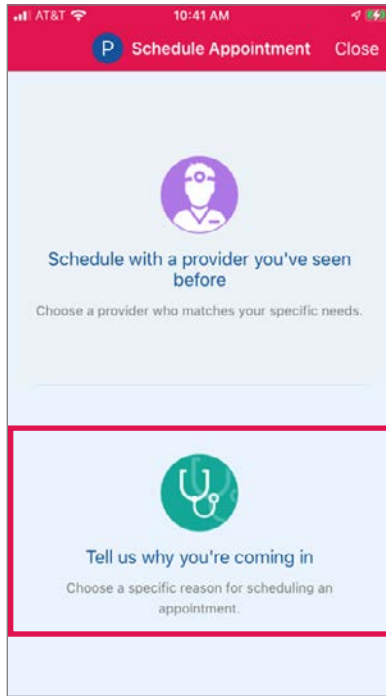 AT&T 10:41 AM
P Schedule Appointment Close
Schedule with a provider you've seen
before
Choose a provider who matches your specific needs.
Tell us why you're coming in
Choose a specific reason for scheduling an
appointment.